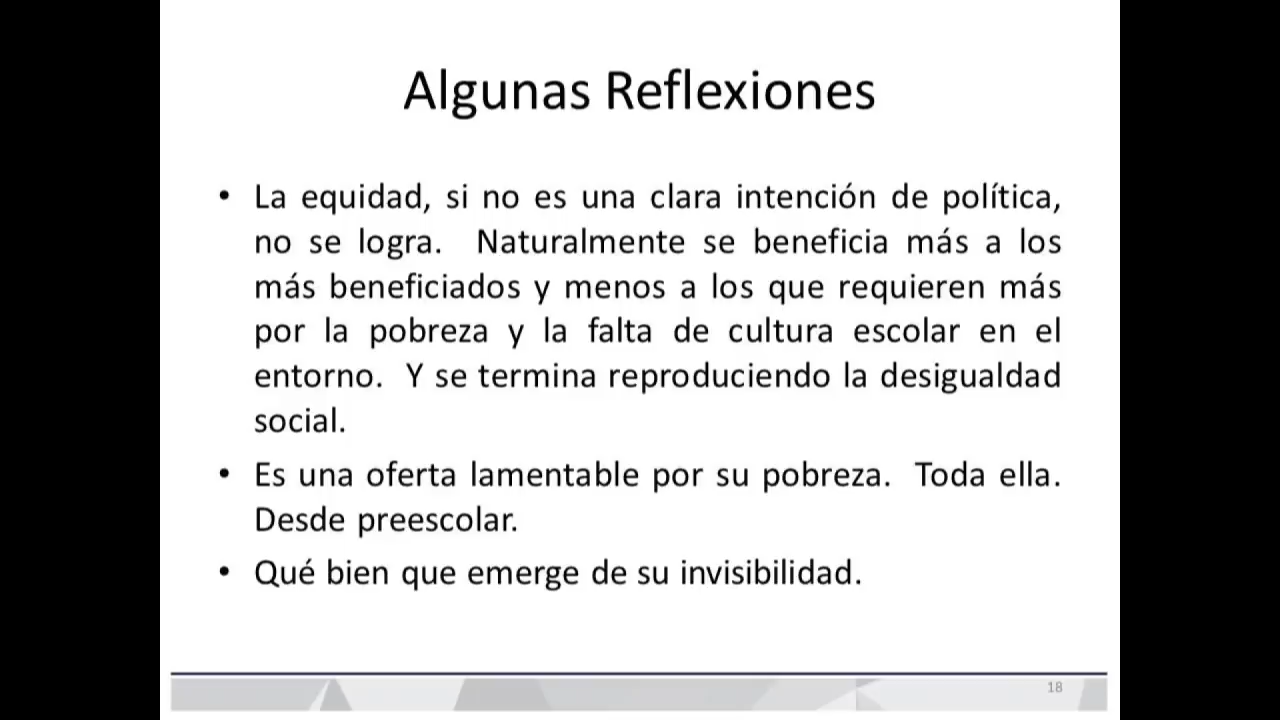 Algunas Reflexiones
• La equidad, si no es una clara intención de política,
no se logra.  Naturalmente se beneficia más a los
más beneficiados y menos a los que requieren más
por la pobreza y la falta de cultura escolar en el
entorno.  Y se termina reproduciendo la desigualdad
social.
• Es una oferta lamentable por su pobreza.  Toda ella.
Desde preescolar.
• Qué bien que emerge de su invisibilidad.
18